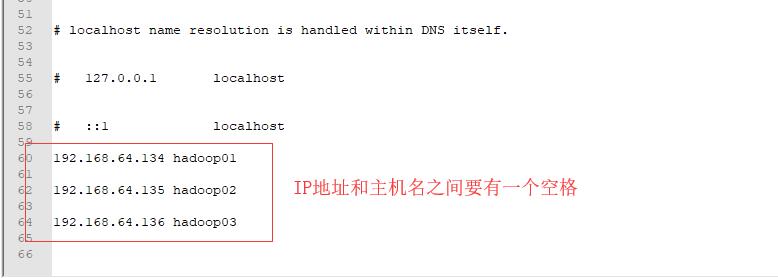 51
52 # localhost name resolution is handled within DNS itself.
53
54
55 # 127.0.0.1 localhost
56
57
58 # ::1 localhost
59
60 192.168.64.134 hadoop01
61
62 192.168.64.135 hadoop02
IP地址和主机名之间要有一个空格
63
64 192.168.64.136 hadoop03
65
66